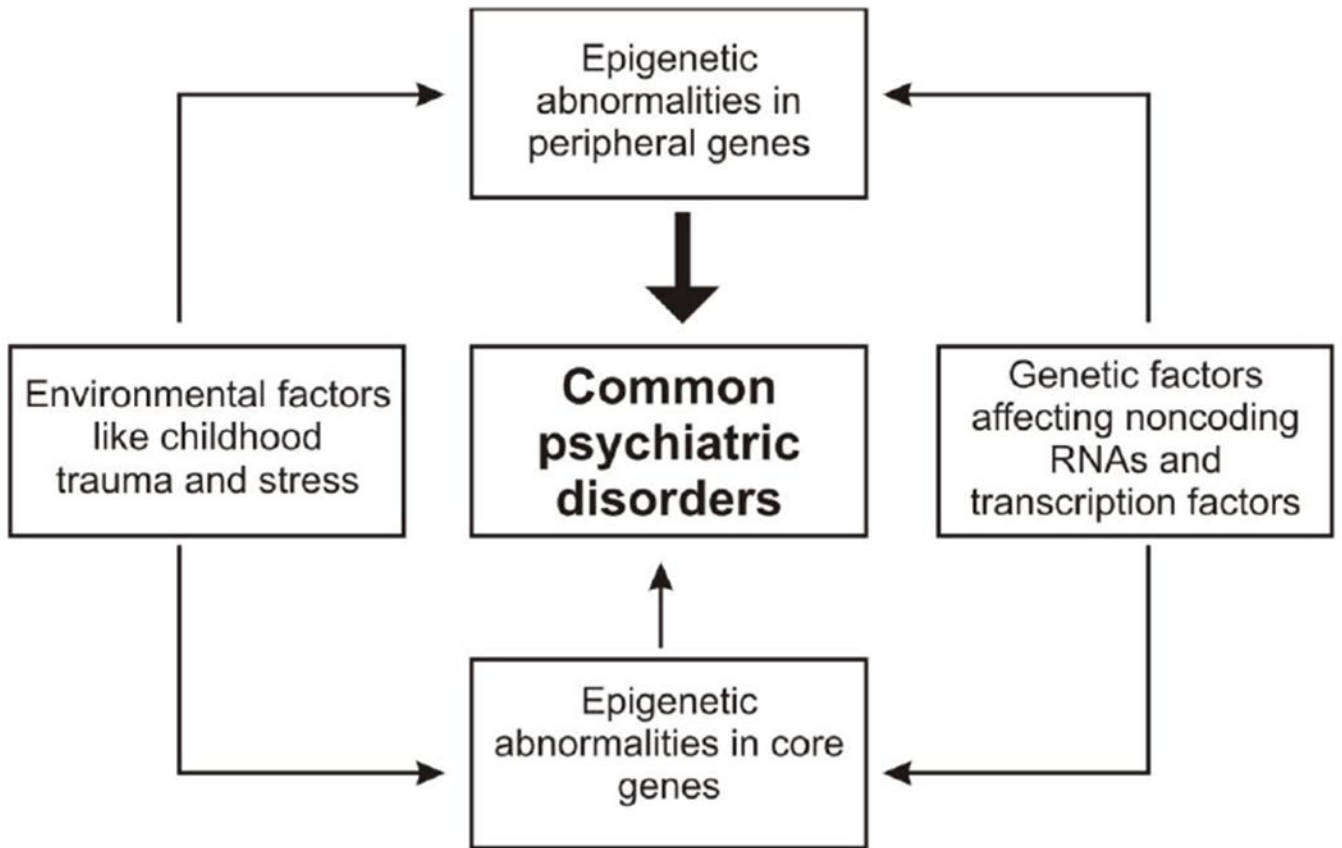 Epigenetic
abnormalities in
peripheral genes
Environmental factors
like childhood
trauma and stress
Common
psychiatric
disorders
Genetic factors
affecting noncoding
RNAs and
transcription factors
Epigenetic
abnormalities in core
genes